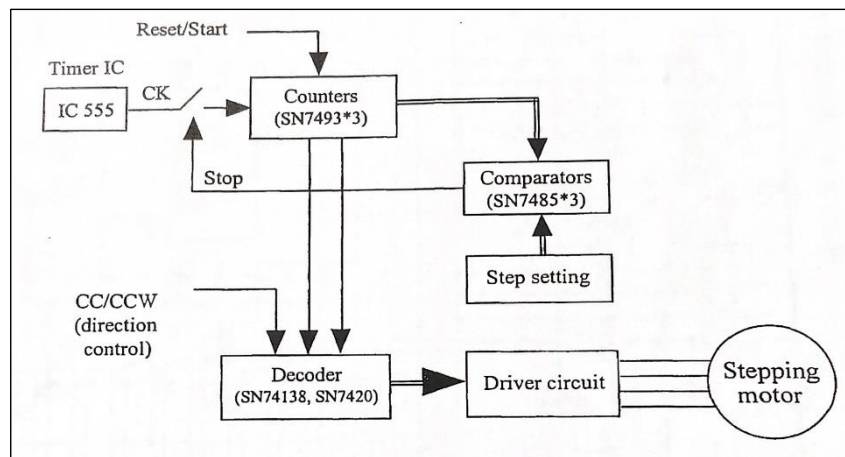 Reset/Start
Timer IC
IC 555
CK
Counters
(SN7493*3)
Stop
Comparators
(SN7485*3)
Step setting
CC/CCW
(direction
control)
Decoder
(SN74138, SN7420)
Driver circuit
Stepping
motor